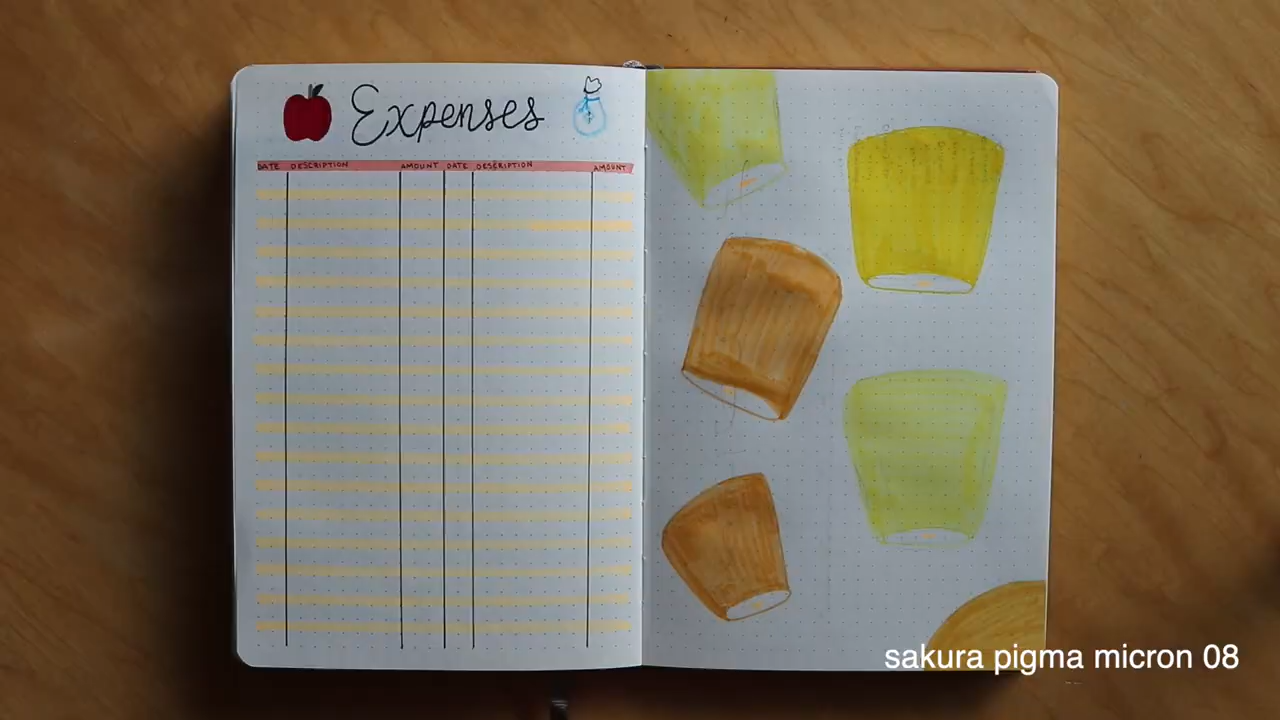 Expenses
DATE DESCRIPTION AMOUNT DATE DESCRIPTION AMOUNT
sakura pigma micron 08